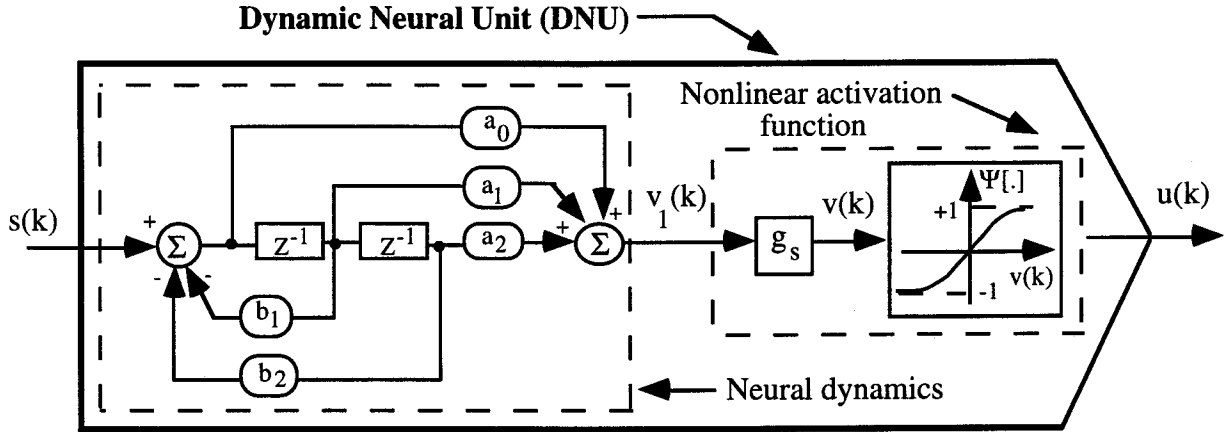 Dynamic Neural Unit (DNU)
Nonlinear activation
function
a0
a1
a2
s(k)
+
Σ
-
-
z-1
z-1
+
+
+
Σ
v1(k)
gs
v(k)
Ψ[.]
+1
-1
v(k)
u(k)
b1
b2
Neural dynamics